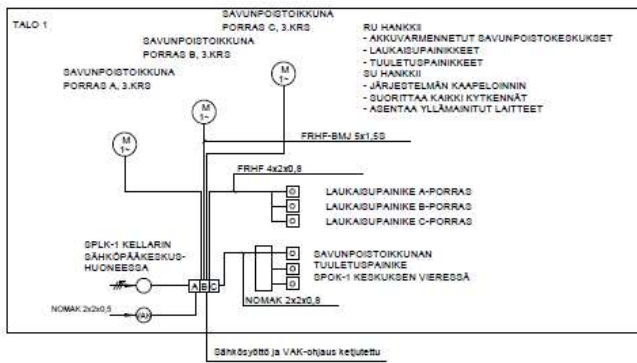 TALO 1
SAVUNPOISTOIKKUNA
PORRAS C, 3.KRS
SAVUNPOISTOIKKUNA
PORRAS B, 3.KRS
SAVUNPOISTOIKKUNA
PORRAS A, 3.KRS
RU HANKKII
- AKKUVARMENNETUT SAVUNPOISTOKESKUKSET
- LAUKAISUPAINIKKEET
- TUULETUSPAINIKKEET
SU HANKKII
- JÄRJESTELMÄN KAAPELOINNIN
- SUORITTAA KAIKKI KYTKENNÄT
- ASENTAA YLLÄMAINITUT LAITTEET
M
1~
M
1~
M
1~
FRHF-BMJ 5x1,5S
FRHF 4x2x0,8
LAUKAISUPAINIKE A-PORRAS
LAUKAISUPAINIKE B-PORRAS
LAUKAISUPAINIKE C-PORRAS
SPLK-1 KELLARIN
SÄHKÖPÄÄKESKUS-
HUONEESSA
A B C
SAVUNPOISTOIKKUNAN
TUULETUSPAINIKE
SPOK-1 KESKUKSEN VIERESSÄ
NOMAK 2x2x0,8
NOMAK 2x2x0,5
VAK
Sähkösyöttö ja VAK-ohjaus ketjutettu